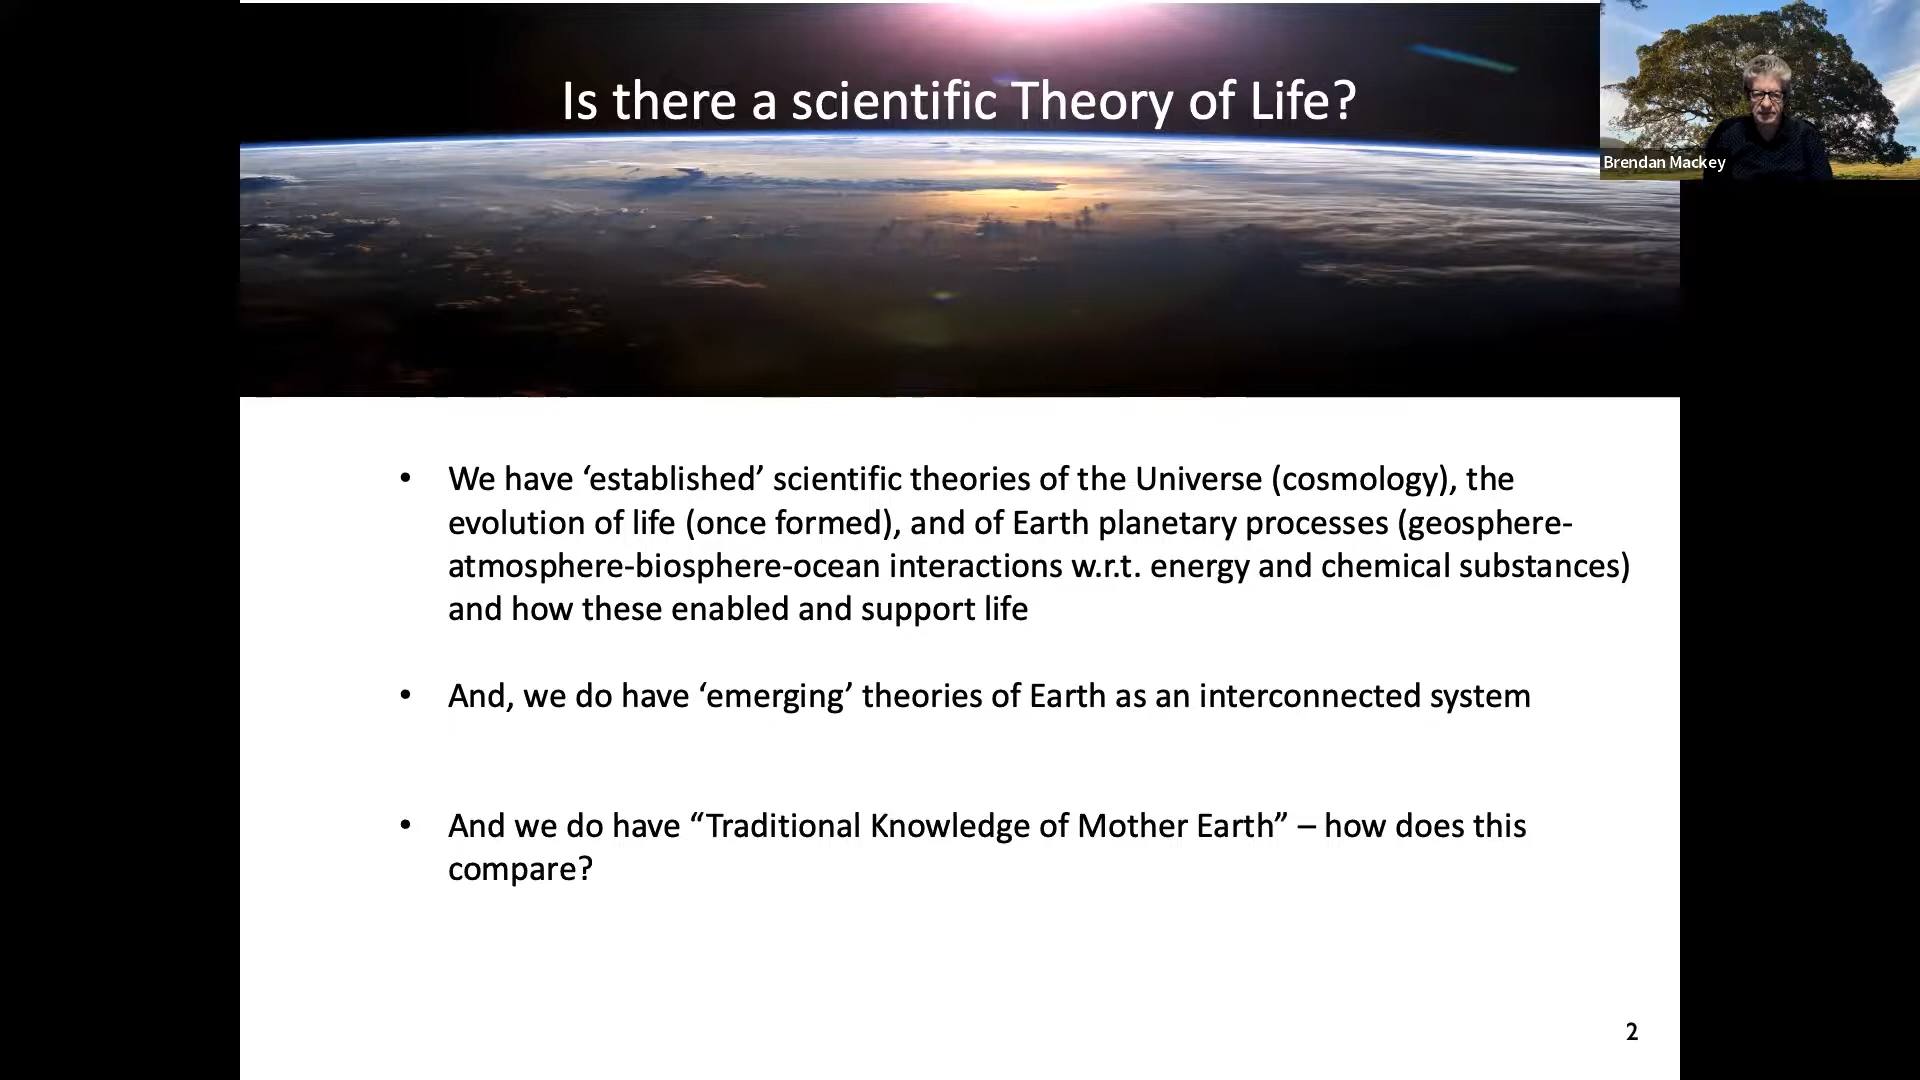 Is there a scientific Theory of Life?
Brendan Mackey
• We have ‘established’ scientific theories of the Universe (cosmology), the
evolution of life (once formed), and of Earth planetary processes (geosphere-
atmosphere-biosphere-ocean interactions w.r.t. energy and chemical substances)
and how these enabled and support life
• And, we do have ‘emerging’ theories of Earth as an interconnected system
• And we do have “Traditional Knowledge of Mother Earth” – how does this
compare?
2